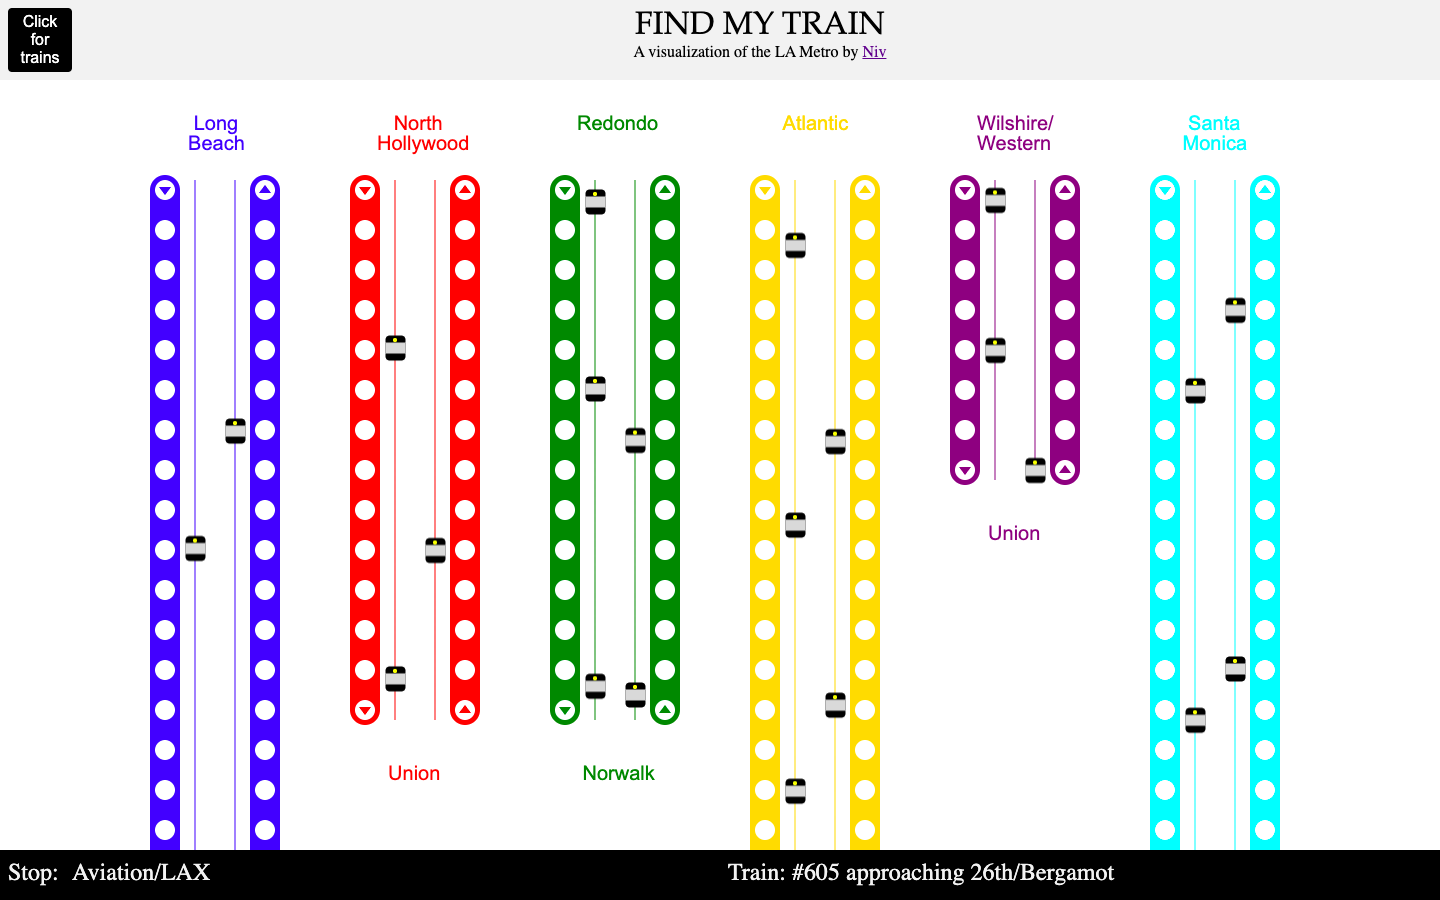 Click
for
trains
FIND MY TRAIN
A visualization of the LA Metro by Niv
Long
Beach
North
Hollywood
Redondo
Atlantic
Wilshire/
Western
Santa
Monica
Union
Union
Norwalk
Stop: Aviation/LAX
Train: #605 approaching 26th/Bergamot